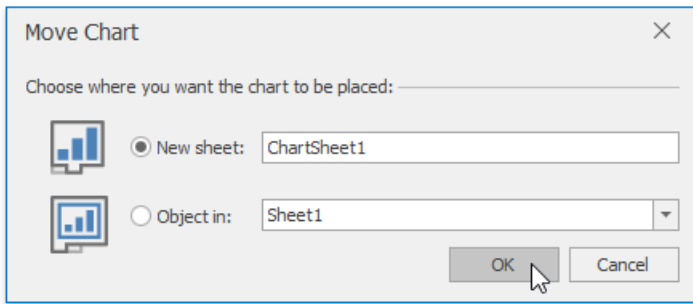 Move Chart
Choose where you want the chart to be placed:
New sheet: ChartSheet1
Object in: Sheet1
OK Cancel